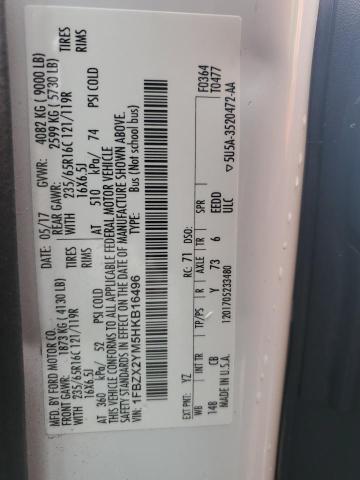 MFD. BY FORD MOTOR CO.
05/17 GVWR: 4082 KG ( 9000 LB)
FRONT GAWR: 1873 KG ( 4130 LB)
REAR GAWR: 2599 KG ( 5730 LB)
235/65R16C 121/119R WITH TIRES
235/65R16C 121/119R WITH TIRES
16X6.5J RIMS
16X6.5J RIMS
AT 360 kPa/ 52 PSI COLD
AT 510 kPa/ 74 PSI COLD
THIS VEHICLE CONFORMS TO ALL APPLICABLE FEDERAL MOTOR VEHICLE
SAFETY STANDARDS IN EFFECT ON THE DATE OF MANUFACTURE SHOWN ABOVE.
VIN: 1FBZX2YM5HKB16496
TYPE: Bus (Not school bus)
F0364
T0477
EXT PNT: YZ RC: 71 DSO:
WB INT TR TP/PS R AXLE TR SPR
148 CB Y 73 6 EEDD
ULC
MADE IN U.S.A. 1201705233480
▽5U5A-3520472-AA